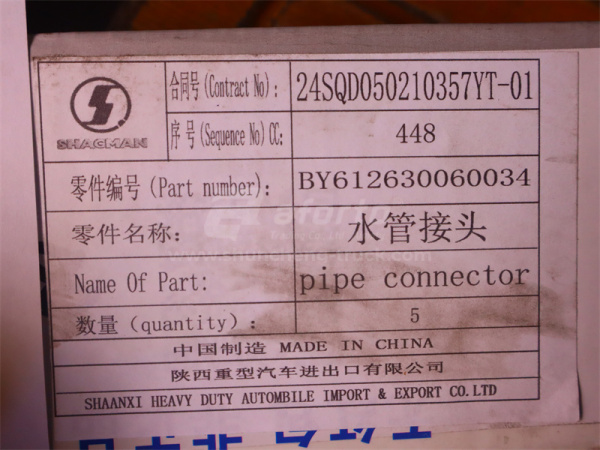 SHACMAN
合同号(Contract No): 24SQD050210357YT-01
序号(Sequence No)CC: 448
零件编号(Part number): BY612630060034
零件名称: 水管接头
Name Of Part: pipe connector
数量(quantity): 5
中国制造 MADE IN CHINA
陕西重型汽车进出口有限公司
SHAANXI HEAVY DUTY AUTOMBILE IMPORT & EXPORT CO.LTD